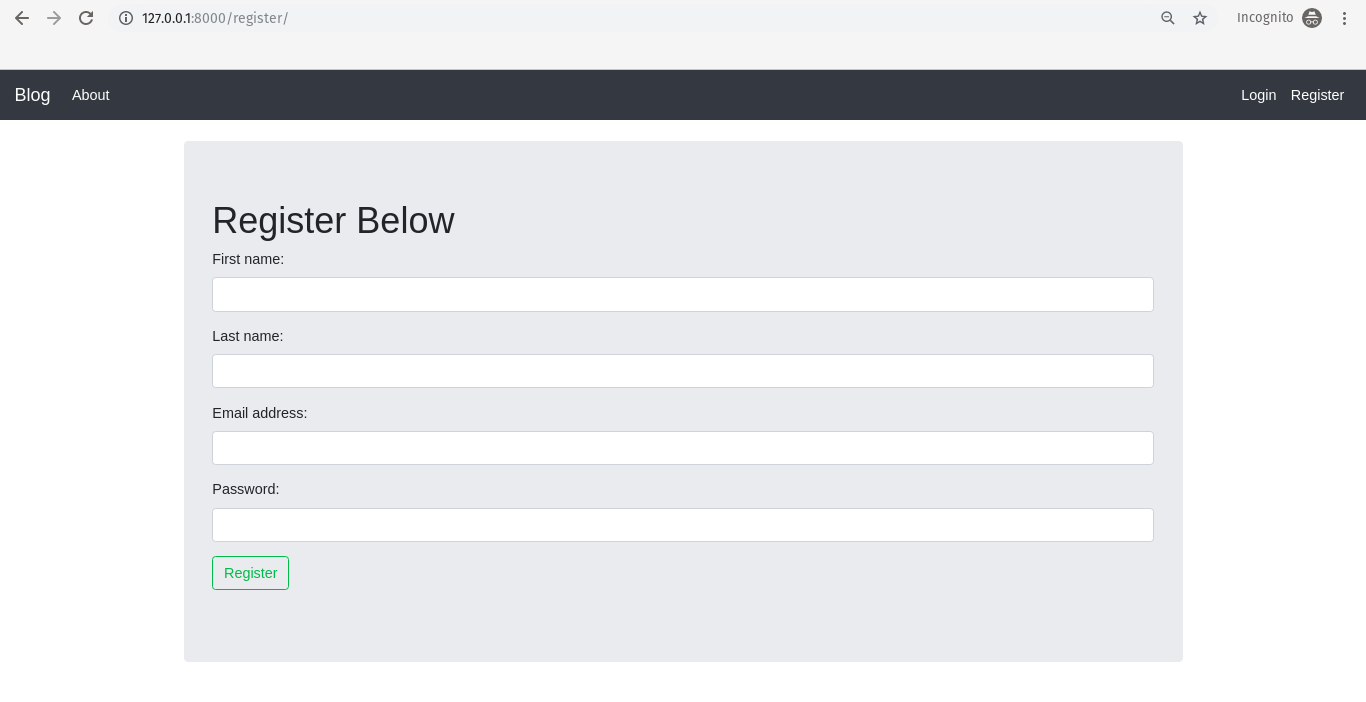 127.0.0.1:8000/register/
Incognito
Blog About Login Register
Register Below
First name:
Last name:
Email address:
Password:
Register